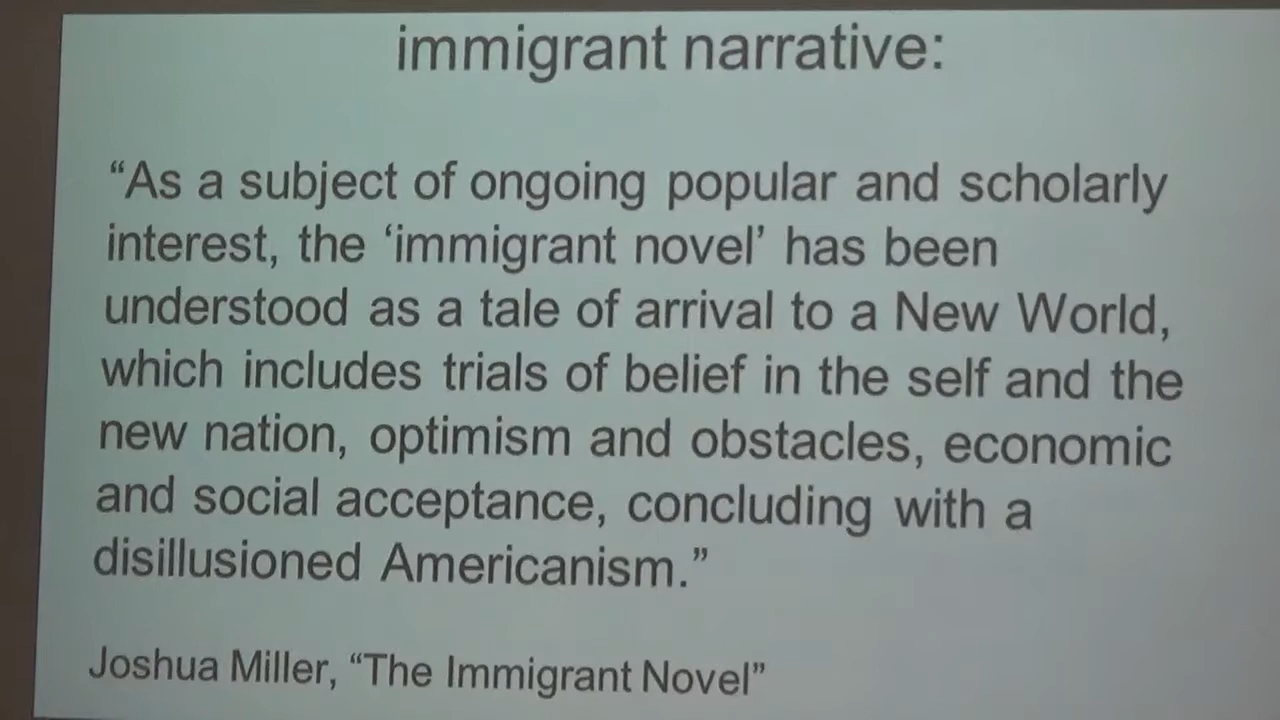 immigrant narrative:
“As a subject of ongoing popular and scholarly
interest, the ‘immigrant novel’ has been
understood as a tale of arrival to a New World,
which includes trials of belief in the self and the
new nation, optimism and obstacles, economic
and social acceptance, concluding with a
disillusioned Americanism.”
Joshua Miller, “The Immigrant Novel”